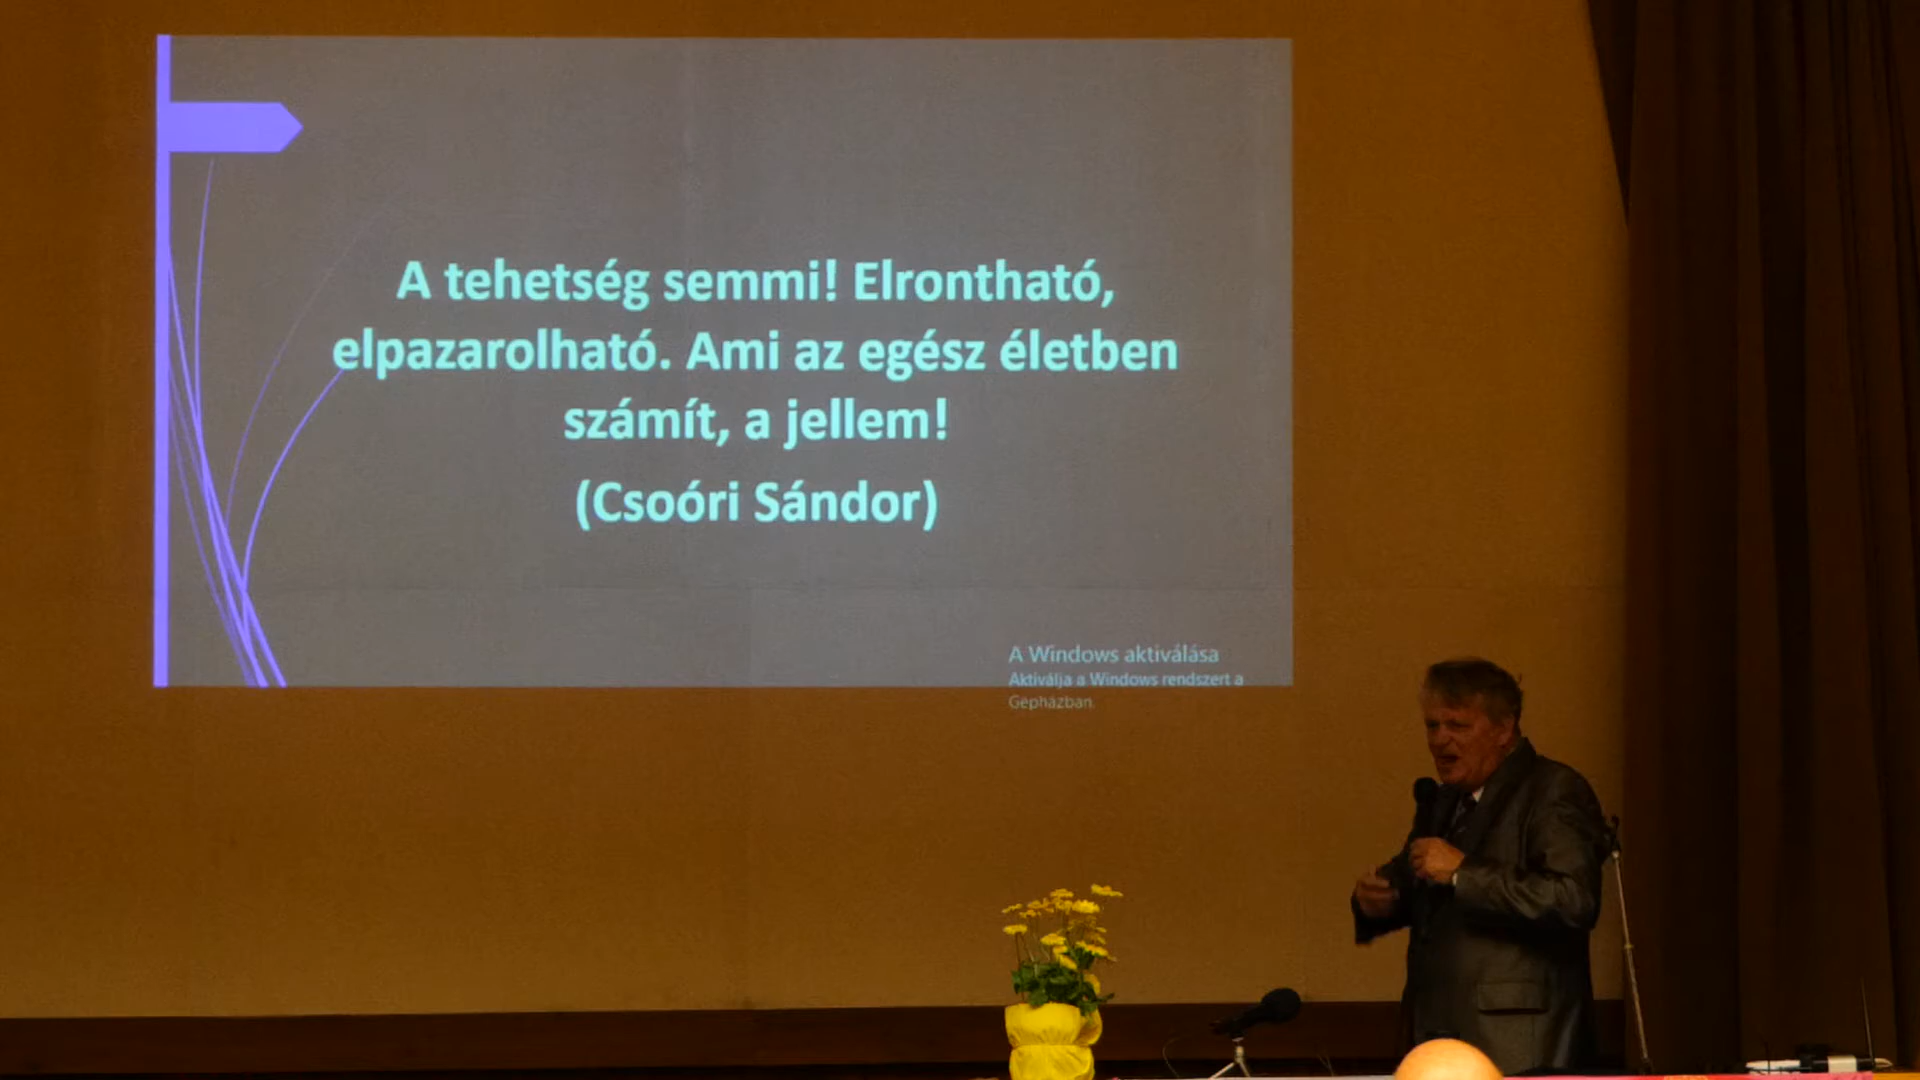 A tehetség semmi! Elrontható,
elpazarolható. Ami az egész életben
számít, a jellem!
(Csoóri Sándor)
A Windows aktiválása
Aktiválja a Windows rendszert a
Gépházban.